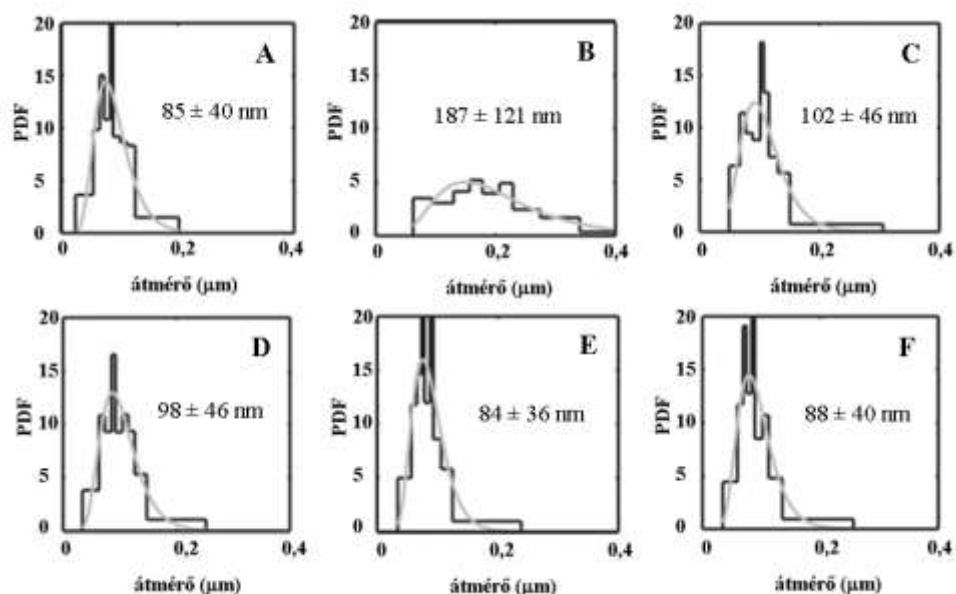 20
15
10
5
0
PDF
A
85 ± 40 nm
0 0,2 0,4
átmérő (µm)
20
15
10
5
0
PDF
B
187 ± 121 nm
0 0,2 0,4
átmérő (µm)
20
15
10
5
0
PDF
C
102 ± 46 nm
0 0,2 0,4
átmérő (µm)
20
15
10
5
0
PDF
D
98 ± 46 nm
0 0,2 0,4
átmérő (µm)
20
15
10
5
0
PDF
E
84 ± 36 nm
0 0,2 0,4
átmérő (µm)
20
15
10
5
0
PDF
F
88 ± 40 nm
0 0,2 0,4
átmérő (µm)